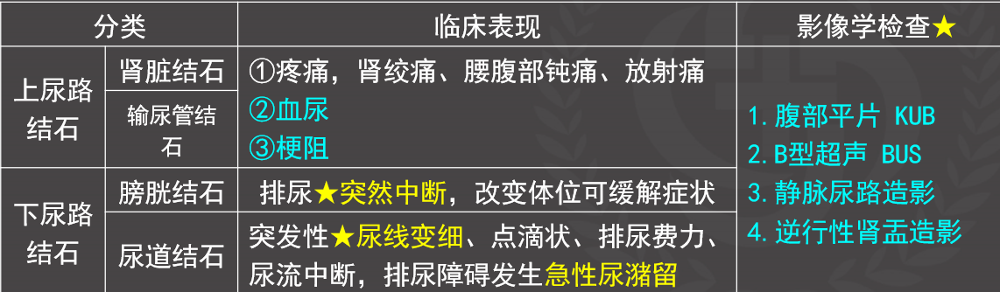 分类
临床表现
影像学检查★
上尿路
结石
肾脏结石
①疼痛，肾绞痛、腰腹部钝痛、放射痛
②血尿
③梗阻
输尿管结
石
下尿路
结石
膀胱结石
排尿★突然中断，改变体位可缓解症状
尿道结石
突发性★尿线变细、点滴状、排尿费力、
尿流中断，排尿障碍发生急性尿潴留
1.腹部平片 KUB
2.B型超声 BUS
3.静脉尿路造影
4.逆行性肾盂造影